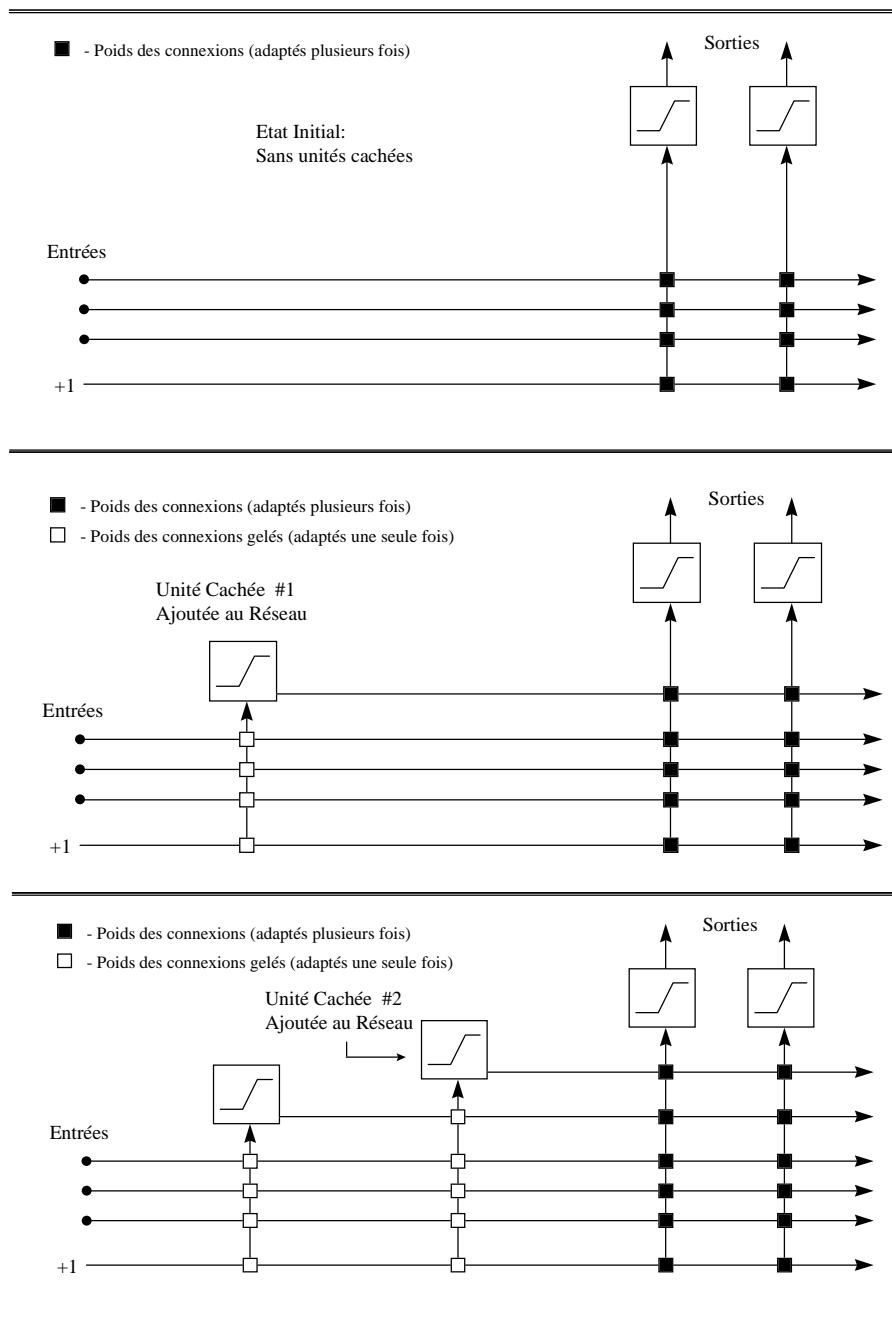 - Poids des connexions (adaptés plusieurs fois)
Sorties
Etat Initial:
Sans unités cachées
Entrées
+1
- Poids des connexions (adaptés plusieurs fois)
- Poids des connexions gelés (adaptés une seule fois)
Sorties
Unité Cachée #1
Ajoutée au Réseau
Entrées
+1
- Poids des connexions (adaptés plusieurs fois)
- Poids des connexions gelés (adaptés une seule fois)
Sorties
Unité Cachée #2
Ajoutée au Réseau
Entrées
+1